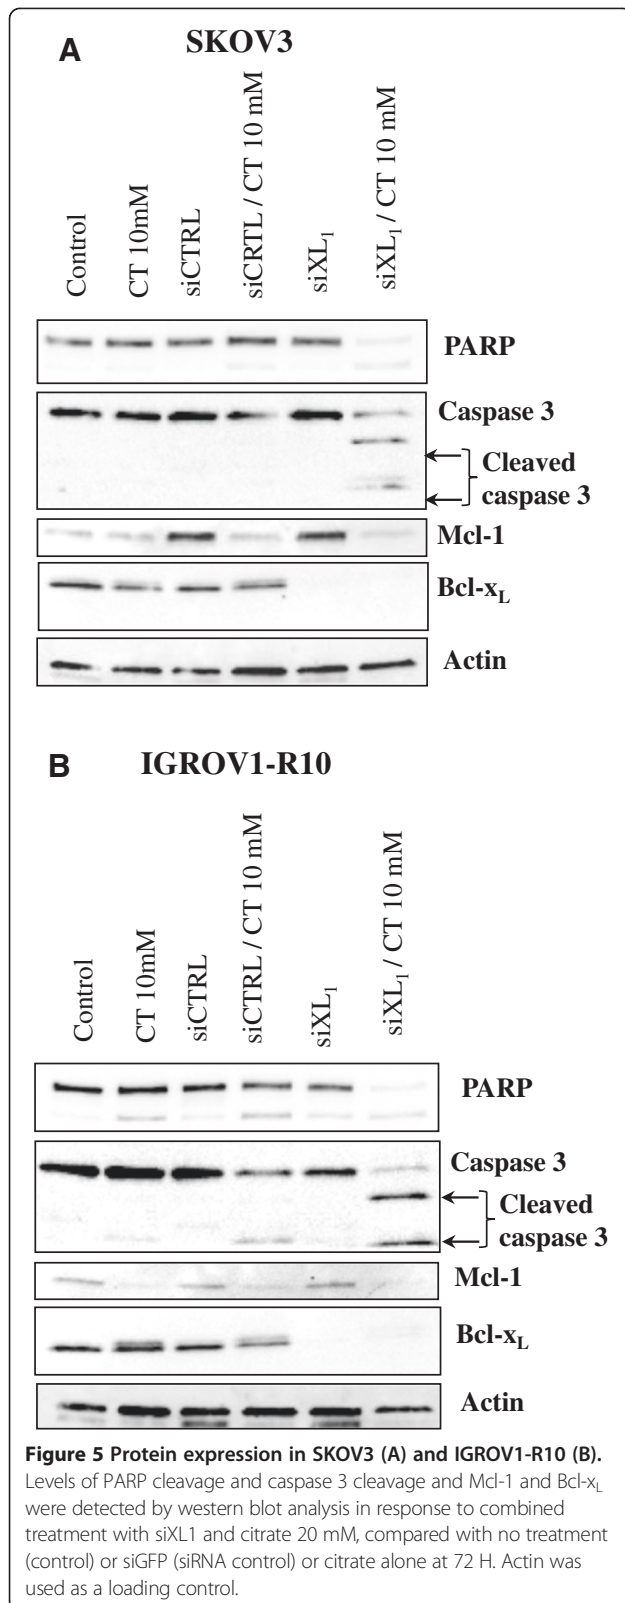 A SKOV3
Control
CT 10mM
siCTRL
siCRTL / CT 10 mM
siXL₁
siXL₁ / CT 10 mM
PARP
Caspase 3
Cleaved
caspase 3
Mcl-1
Bcl-x_L
Actin
B IGROV1-R10
Control
CT 10mM
siCTRL
siCTRL / CT 10 mM
siXL₁
siXL₁ / CT 10 mM
PARP
Caspase 3
Cleaved
caspase 3
Mcl-1
Bcl-x_L
Actin
Figure 5 Protein expression in SKOV3 (A) and IGROV1-R10 (B).
Levels of PARP cleavage and caspase 3 cleavage and Mcl-1 and Bcl-x_L
were detected by western blot analysis in response to combined
treatment with siXL1 and citrate 20 mM, compared with no treatment
(control) or siGFP (siRNA control) or citrate alone at 72 H. Actin was
used as a loading control.